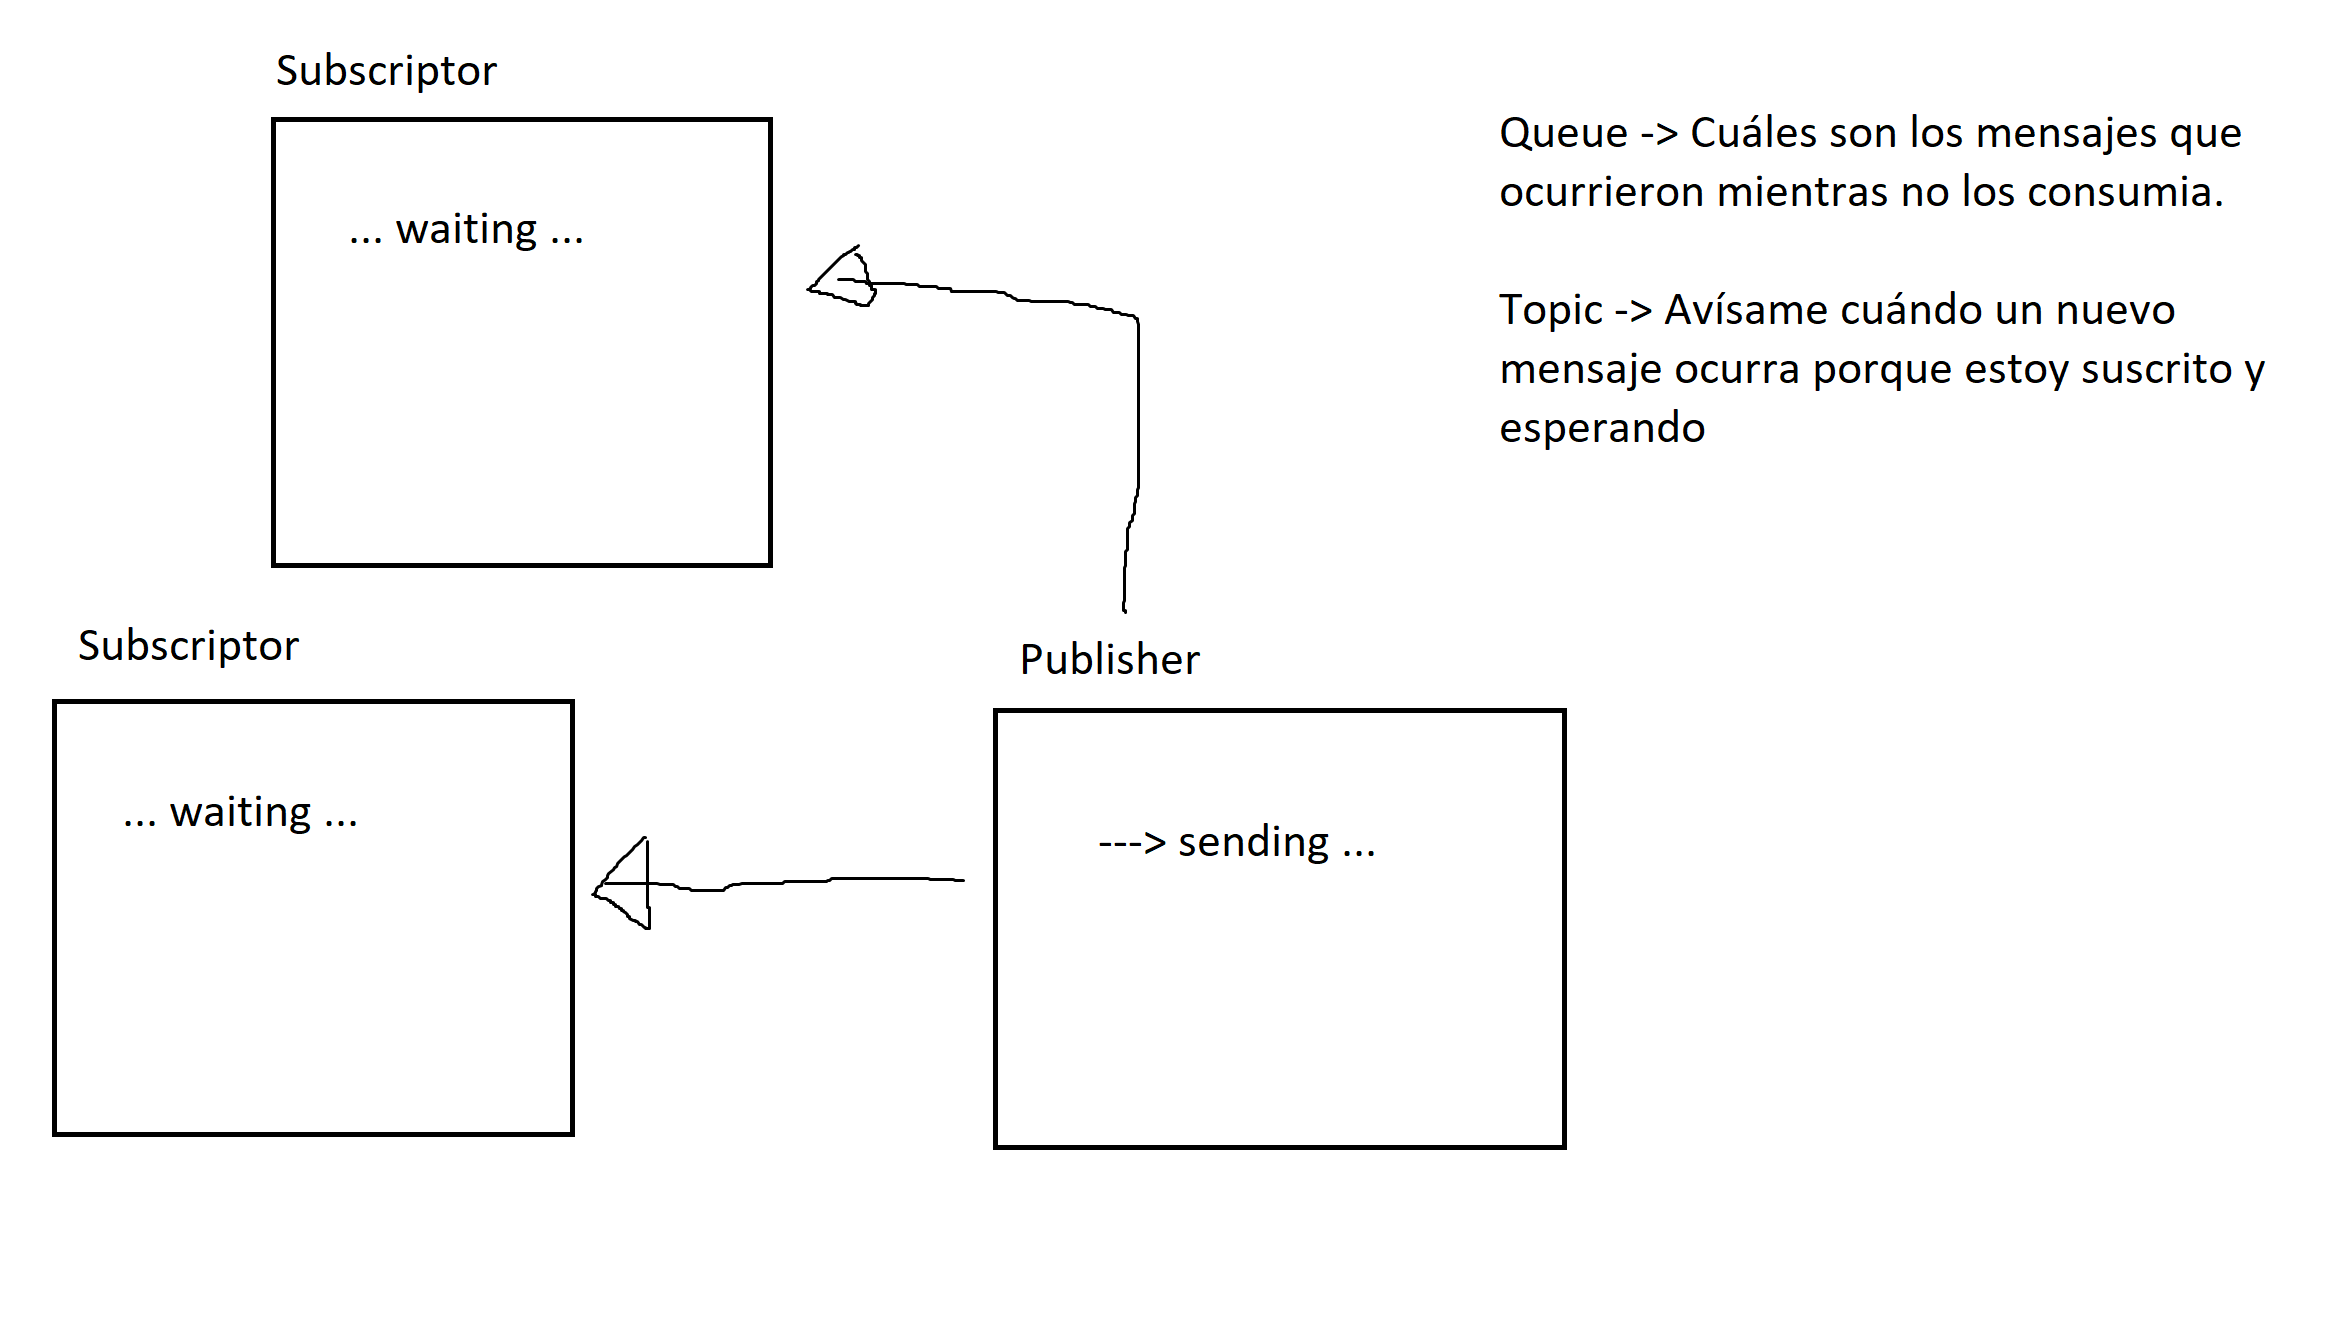 Subscriptor
... waiting ...
Queue -> Cuáles son los mensajes que
ocurrieron mientras no los consumia.
Topic -> Avísame cuándo un nuevo
mensaje ocurra porque estoy suscrito y
esperando
Subscriptor
... waiting ...
Publisher
---> sending ...